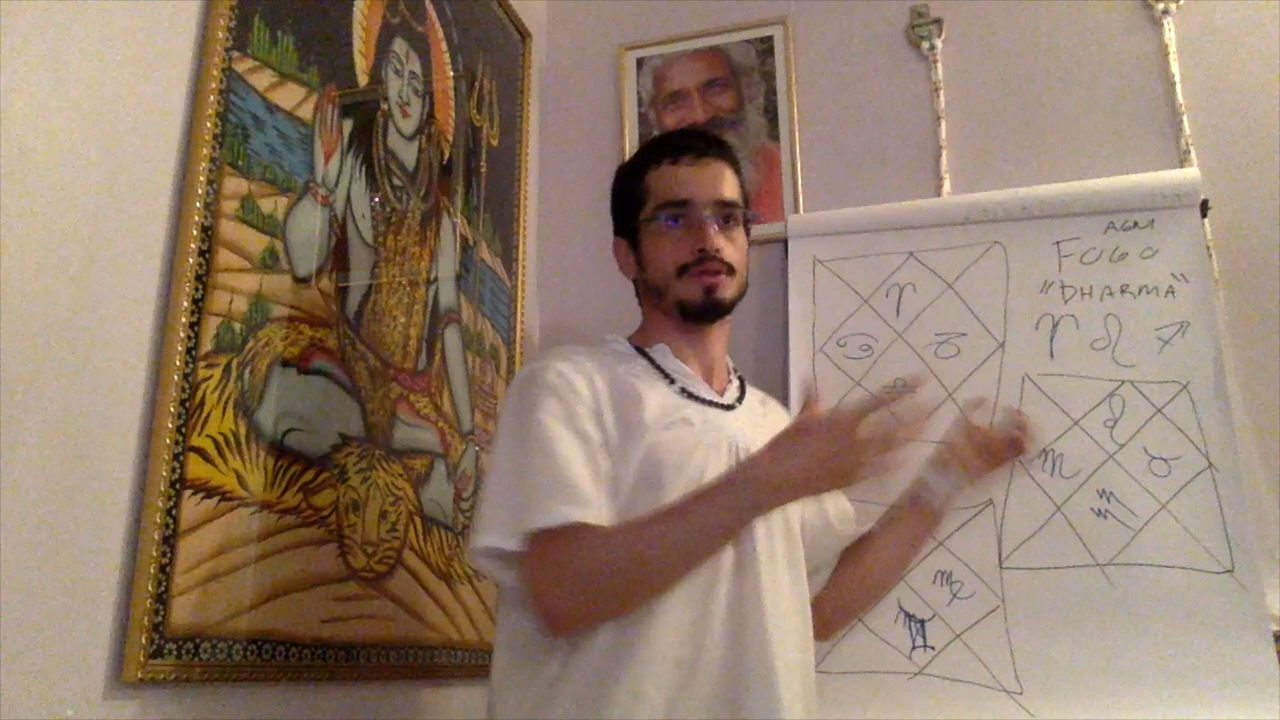 AGNI
FOGO
"DHARMA"
♈ ♌ ♐
♈
♋ ♑
♎
♌
♏ ♉
♍
♊